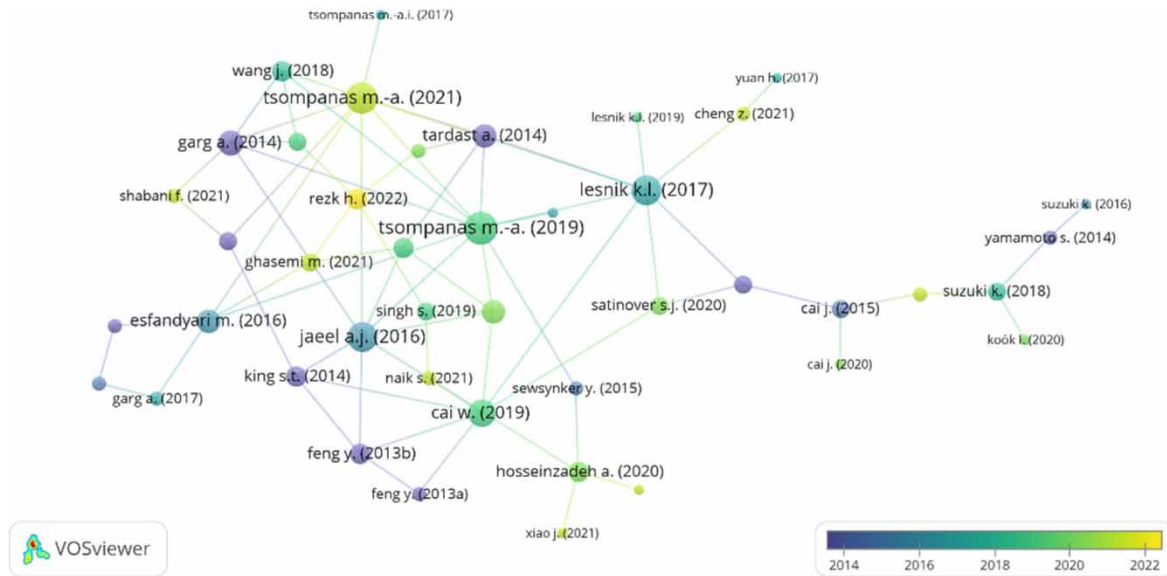 tsompanas m.-a.i. (2017)
wang j. (2018)
yuan h. (2017)
tsompanas m.-a. (2021)
lesnik k.l. (2019)
cheng z. (2021)
garg a. (2014)
tardast a. (2014)
shabani f. (2021)
rezk h. (2022)
lesnik k.l. (2017)
suzuki k. (2016)
tsompanas m.-a. (2019)
yamamoto s. (2014)
ghasemi m. (2021)
suzuki k. (2018)
esfandyari m. (2016)
singh s. (2019)
satinover s.j. (2020)
cai j. (2015)
jaeel a.j. (2016)
koók l. (2020)
cai j. (2020)
king s.t. (2014)
naik s. (2021)
sewsynker y. (2015)
garg a. (2017)
cai w. (2019)
feng y. (2013b)
hosseinzadeh a. (2020)
feng y. (2013a)
xiao j. (2021)
VOSviewer
2014 2016 2018 2020 2022